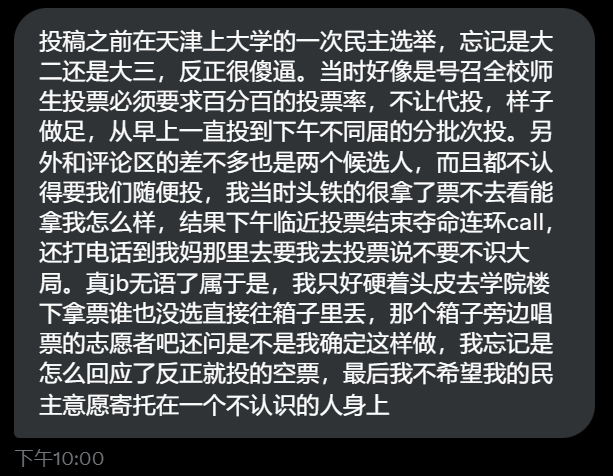 投稿之前在天津上大学的一次民主选举，忘记是大
二还是大三，反正很傻逼。当时好像是号召全校师
生投票必须要求百分百的投票率，不让代投，样子
做足，从早上一直投到下午不同届的分批次投。另
外和评论区的差不多也是两个候选人，而且都不认
得要我们随便投，我当时头铁的很拿了票不去看能
拿我怎么样，结果下午临近投票结束夺命连环call，
还打电话到我妈那里去要我去投票说不要不识大
局。真jb无语了属于是，我只好硬着头皮去学院楼
下拿票谁也没选直接往箱子里丢，那个箱子旁边唱
票的志愿者吧还问是不是我确定这样做，我忘记是
怎么回应了反正就投的空票，最后我不希望我的民
主意愿寄托在一个不认识的人身上
下午10:00